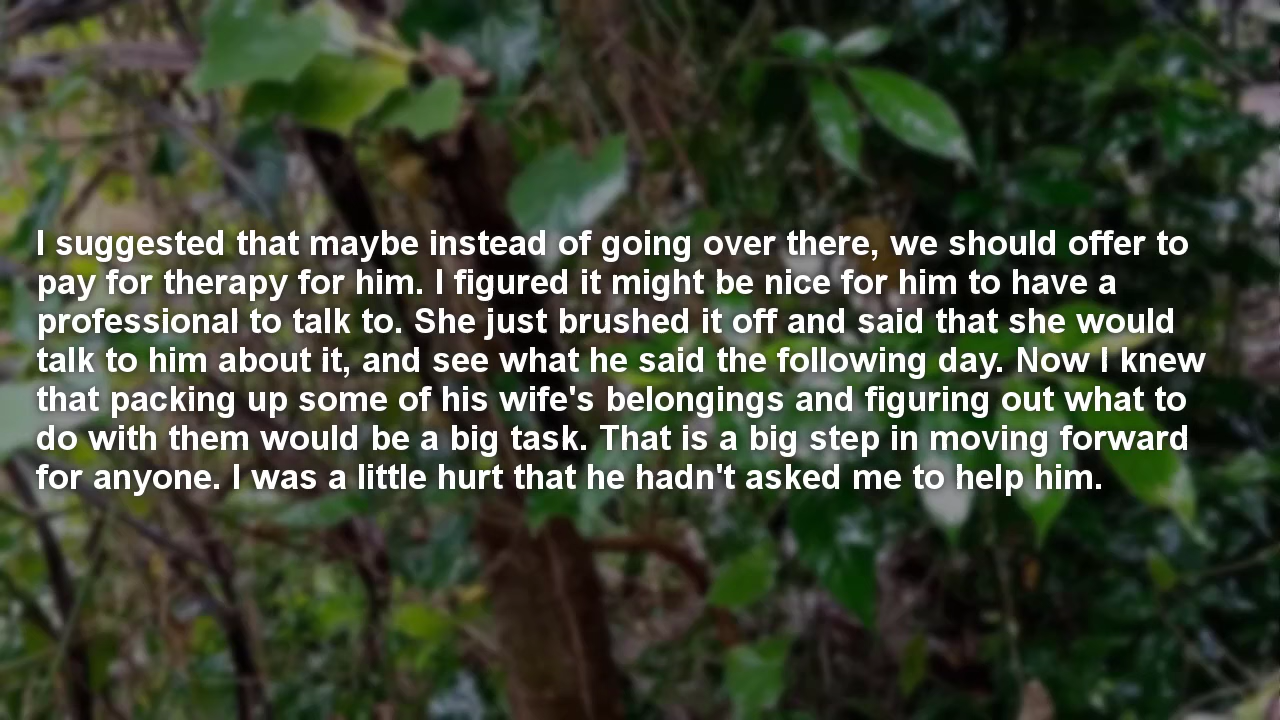 I suggested that maybe instead of going over there, we should offer to
pay for therapy for him. I figured it might be nice for him to have a
professional to talk to. She just brushed it off and said that she would
talk to him about it, and see what he said the following day. Now I knew
that packing up some of his wife's belongings and figuring out what to
do with them would be a big task. That is a big step in moving forward
for anyone. I was a little hurt that he hadn't asked me to help him.